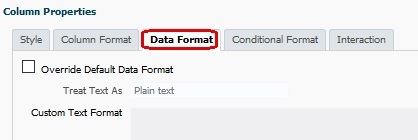 Column Properties
Style Column Format Data Format Conditional Format Interaction
Override Default Data Format
Treat Text As Plain text
Custom Text Format